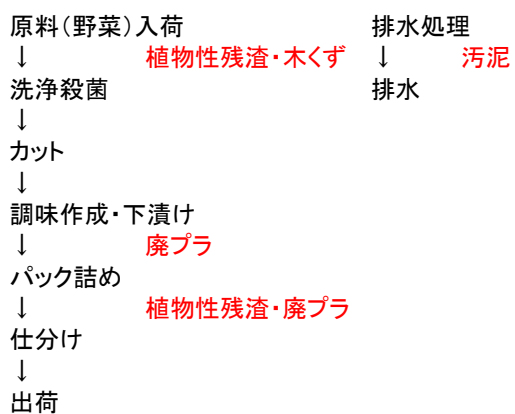 原料（野菜）入荷 排水処理
↓ 植物性残渣・木くず ↓ 汚泥
洗浄殺菌 排水
↓
カット
↓
調味作成・下漬け
↓ 廃プラ
パック詰め
↓ 植物性残渣・廃プラ
仕分け
↓
出荷